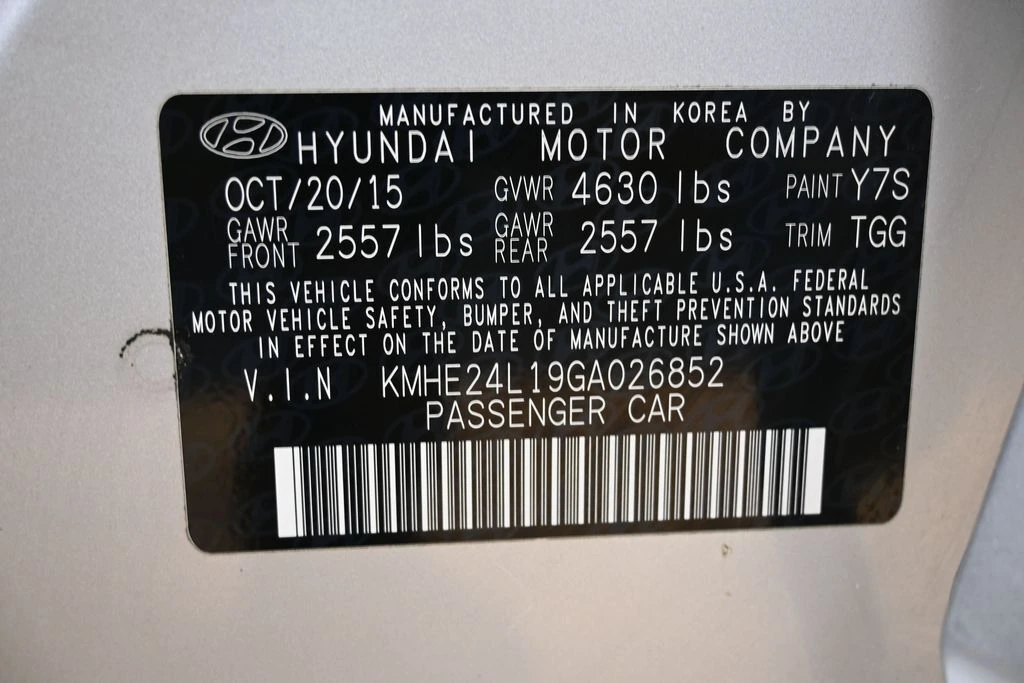 MANUFACTURED IN KOREA BY
HYUNDAI MOTOR COMPANY
OCT/20/15 GVWR 4630 lbs PAINT Y7S
GAWR FRONT 2557 lbs GAWR REAR 2557 lbs TRIM TGG
THIS VEHICLE CONFORMS TO ALL APPLICABLE U.S.A. FEDERAL
MOTOR VEHICLE SAFETY, BUMPER, AND THEFT PREVENTION STANDARDS
IN EFFECT ON THE DATE OF MANUFACTURE SHOWN ABOVE
V.I.N KMHE24L19GA026852
PASSENGER CAR